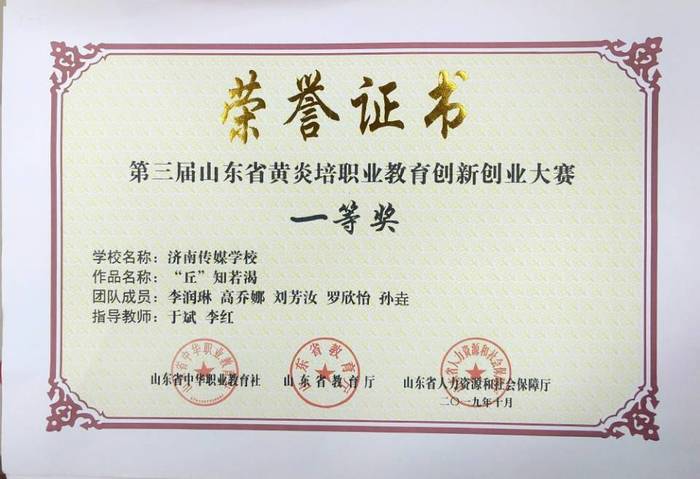 荣誉证书
第三届山东省黄炎培职业教育创新创业大赛
一等奖
学校名称：济南传媒学校
作品名称：“丘”知若渴
团队成员：李润琳 高乔娜 刘芳汝 罗欣怡 孙垚
指导教师：于斌 李红
山东省中华职业教育社 山东省教育厅 山东省人力资源和社会保障厅
二〇一九年十月